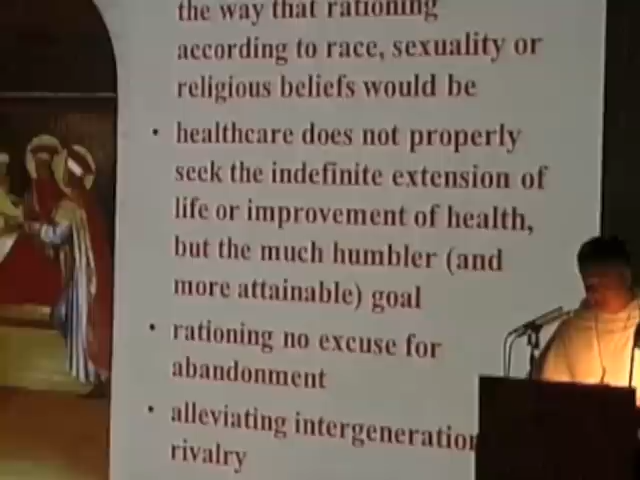 the way that rationing
according to race, sexuality or
religious beliefs would be
• healthcare does not properly
seek the indefinite extension of
life or improvement of health,
but the much humbler (and
more attainable) goal
• rationing no excuse for
abandonment
• alleviating intergeneration
rivalry